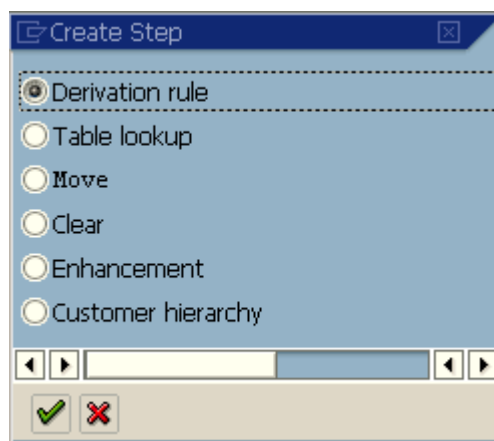 Create Step
Derivation rule
Table lookup
Move
Clear
Enhancement
Customer hierarchy